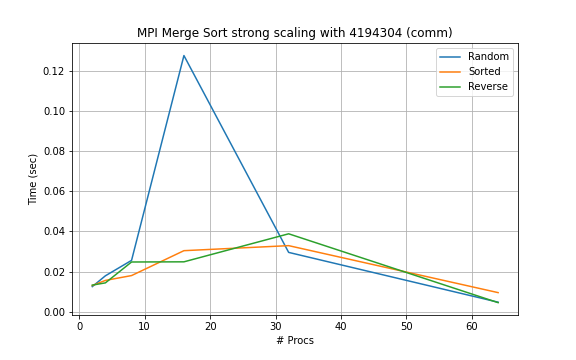 MPI Merge Sort strong scaling with 4194304 (comm)
Random
Sorted
Reverse
Time (sec)
0.12
0.10
0.08
0.06
0.04
0.02
0.00
0 10 20 30 40 50 60
# Procs